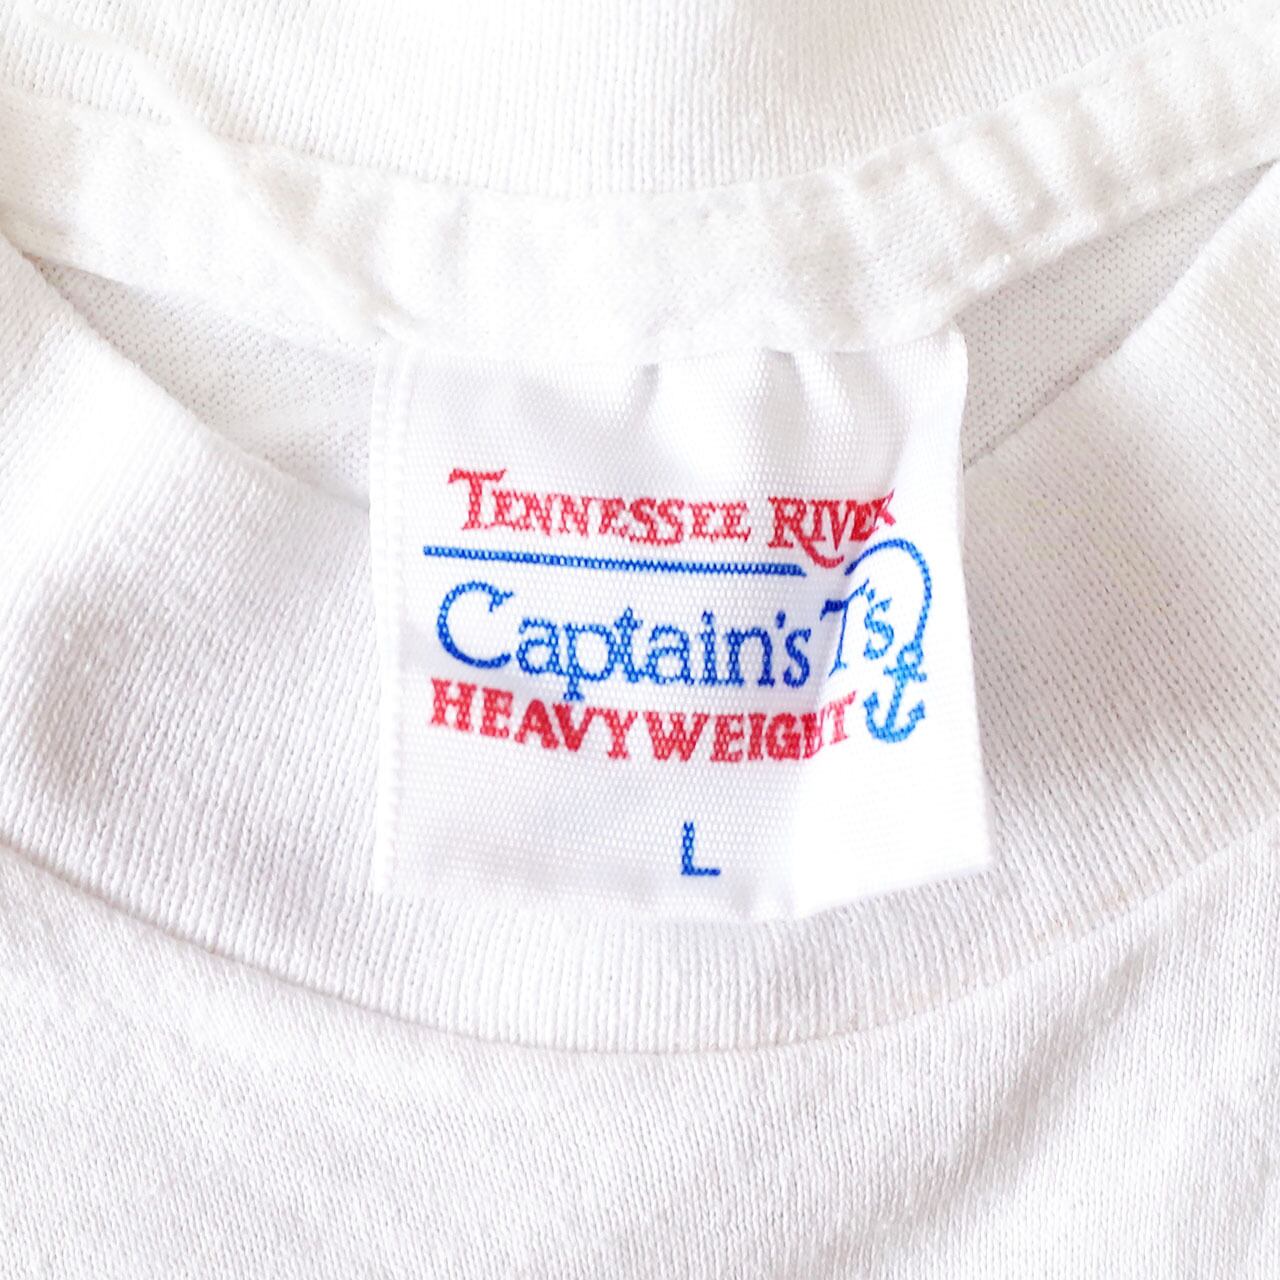 TENNESSEE RIVER
Captain's T's
HEAVYWEIGHT
L